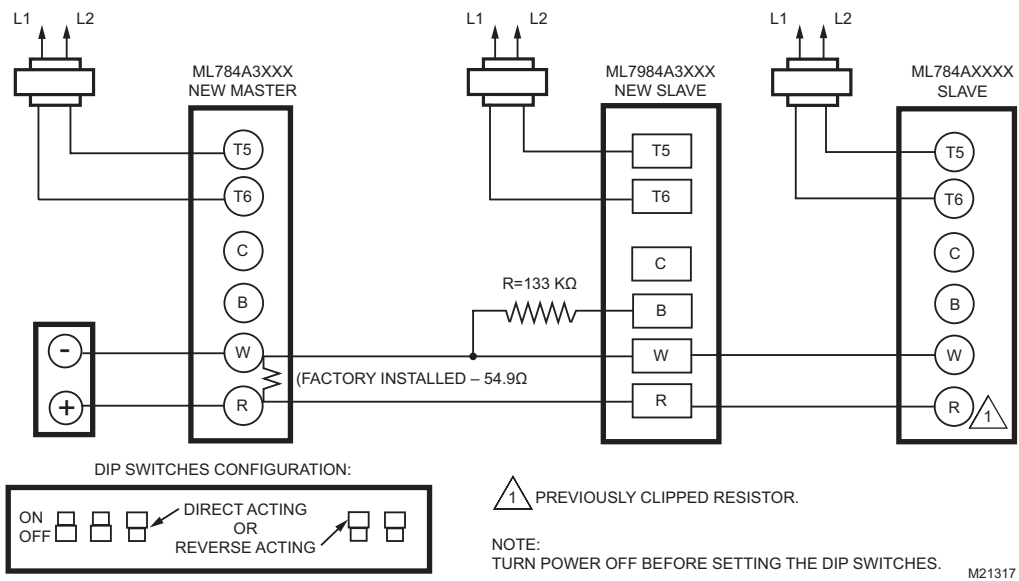 L1 L2
L1 L2
L1 L2
ML784A3XXX
NEW MASTER
ML7984A3XXX
NEW SLAVE
ML784AXXXX
SLAVE
T5
T6
C
B
W
R
T5
T6
C
B
W
R
T5
T6
C
B
W
R
1
R=133 KΩ
(FACTORY INSTALLED – 54.9Ω
-
+
DIP SWITCHES CONFIGURATION:
ON
OFF
DIRECT ACTING
OR
REVERSE ACTING
1 PREVIOUSLY CLIPPED RESISTOR.
NOTE:
TURN POWER OFF BEFORE SETTING THE DIP SWITCHES.
M21317